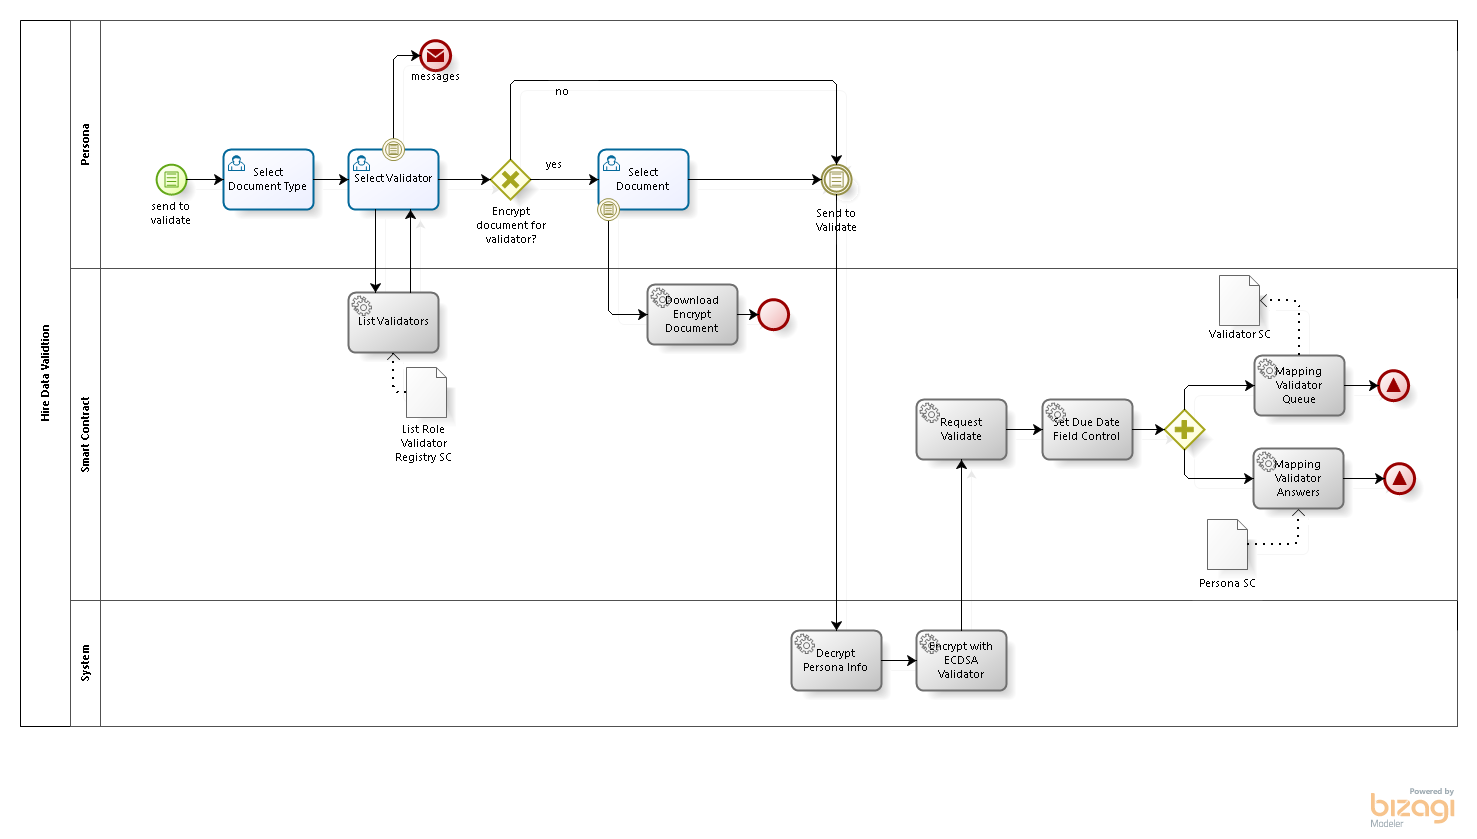 Hire Data Validtion
Persona
messages
no
send to
validate
Select
Document Type
Select Validator
Encrypt
document for
validator?
yes
Select
Document
Send to
Validate
Smart Contract
List Validators
List Role
Validator
Registry SC
Download
Encrypt
Document
Request
Validate
Set Due Date
Field Control
Validator SC
Mapping
Validator
Queue
Mapping
Validator
Answers
Persona SC
System
Decrypt
Persona Info
Encrypt with
ECDSA
Validator
Powered by
bizagi
Modeler